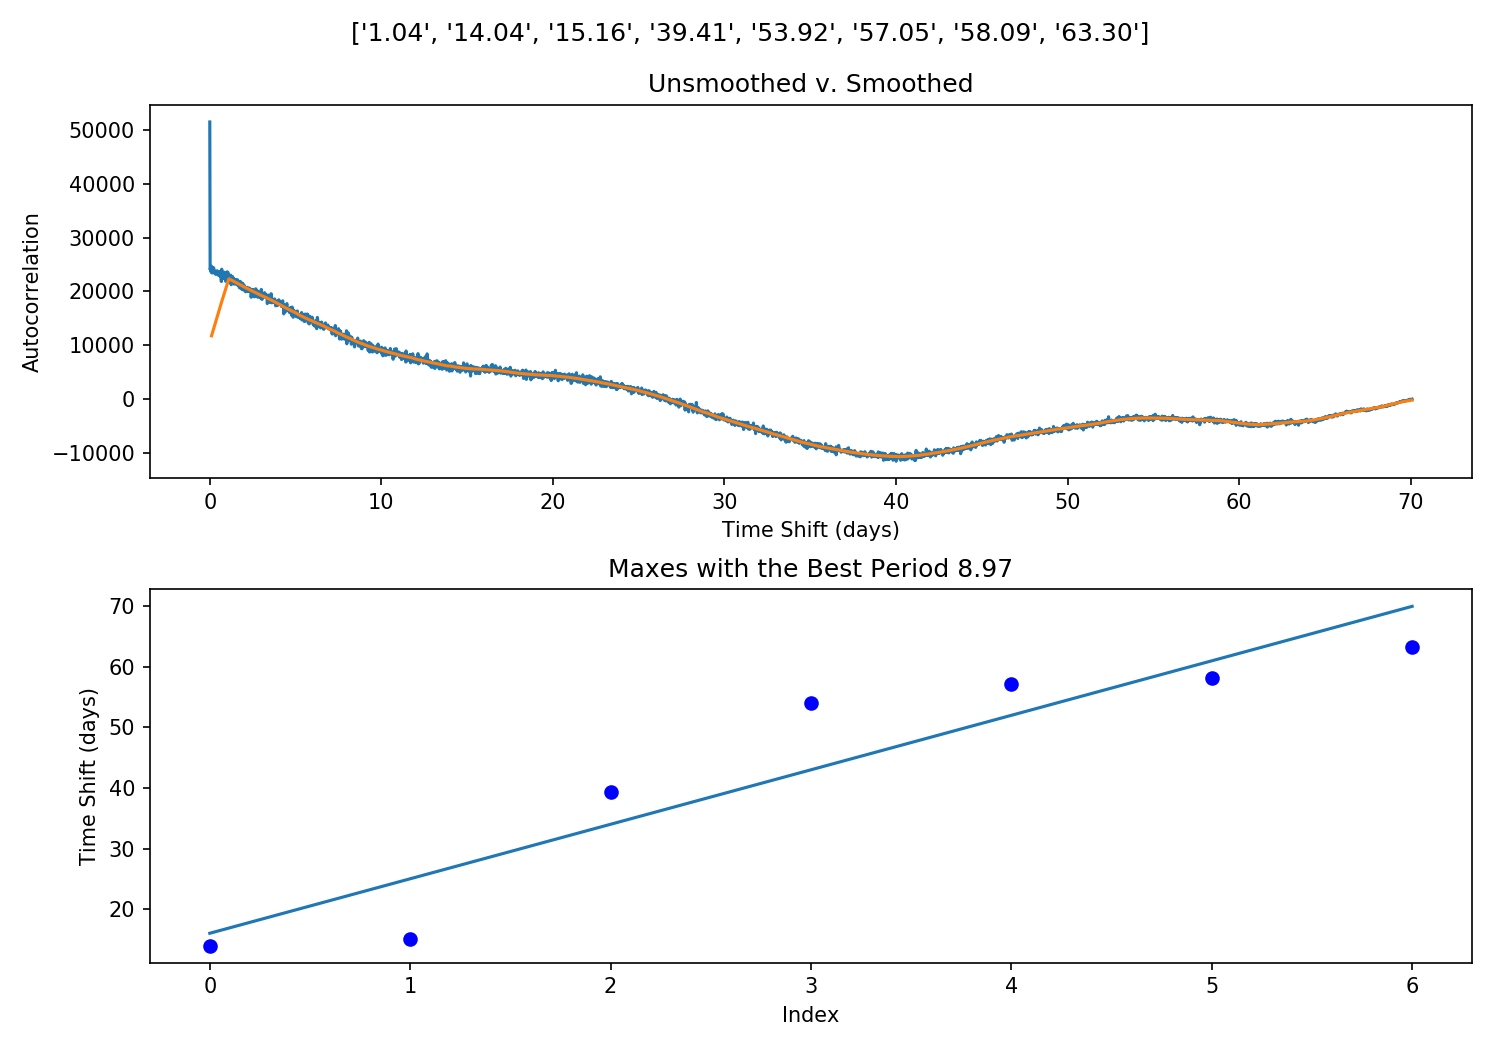 ['1.04', '14.04', '15.16', '39.41', '53.92', '57.05', '58.09', '63.30']
Unsmoothed v. Smoothed
Autocorrelation
50000
40000
30000
20000
10000
0
−10000
0 10 20 30 40 50 60 70
Time Shift (days)
Maxes with the Best Period 8.97
Time Shift (days)
70
60
50
40
30
20
0 1 2 3 4 5 6
Index